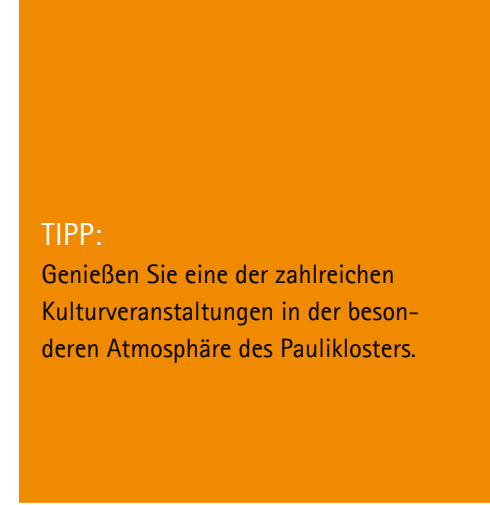 TIPP:
Genießen Sie eine der zahlreichen
Kulturveranstaltungen in der beson-
deren Atmosphäre des Pauliklosters.